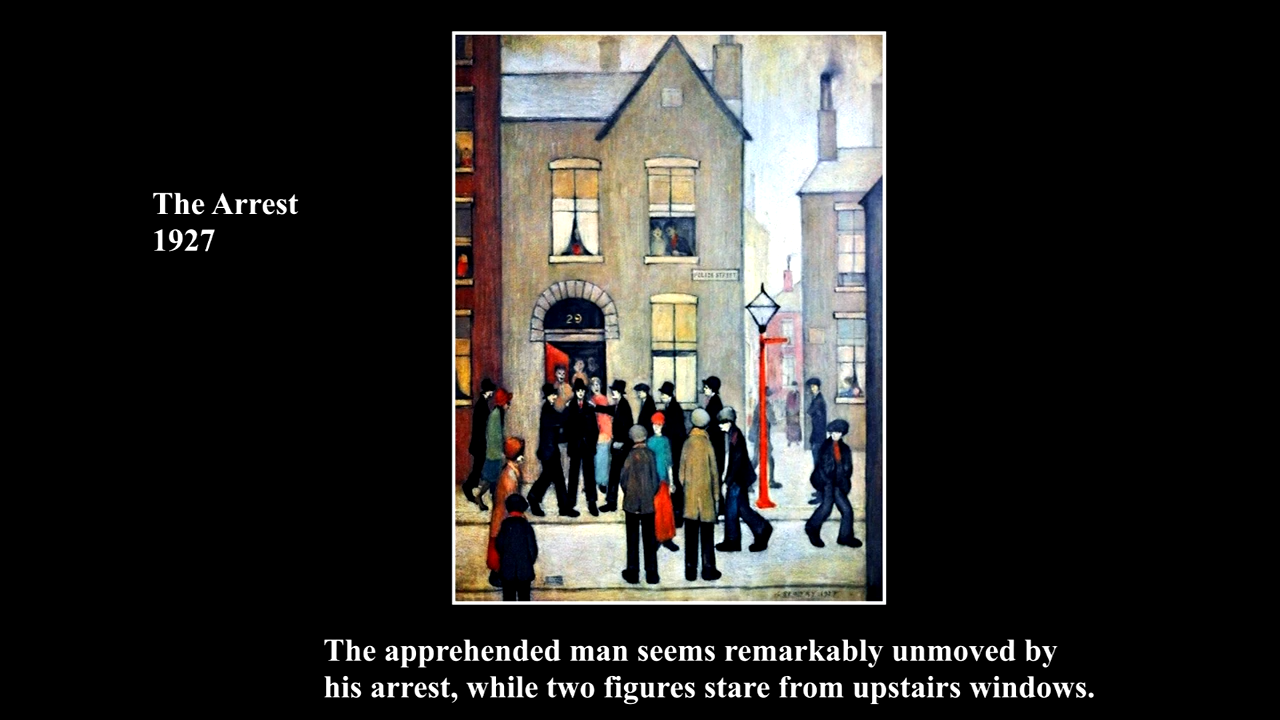 The Arrest
1927
29
The apprehended man seems remarkably unmoved by
his arrest, while two figures stare from upstairs windows.